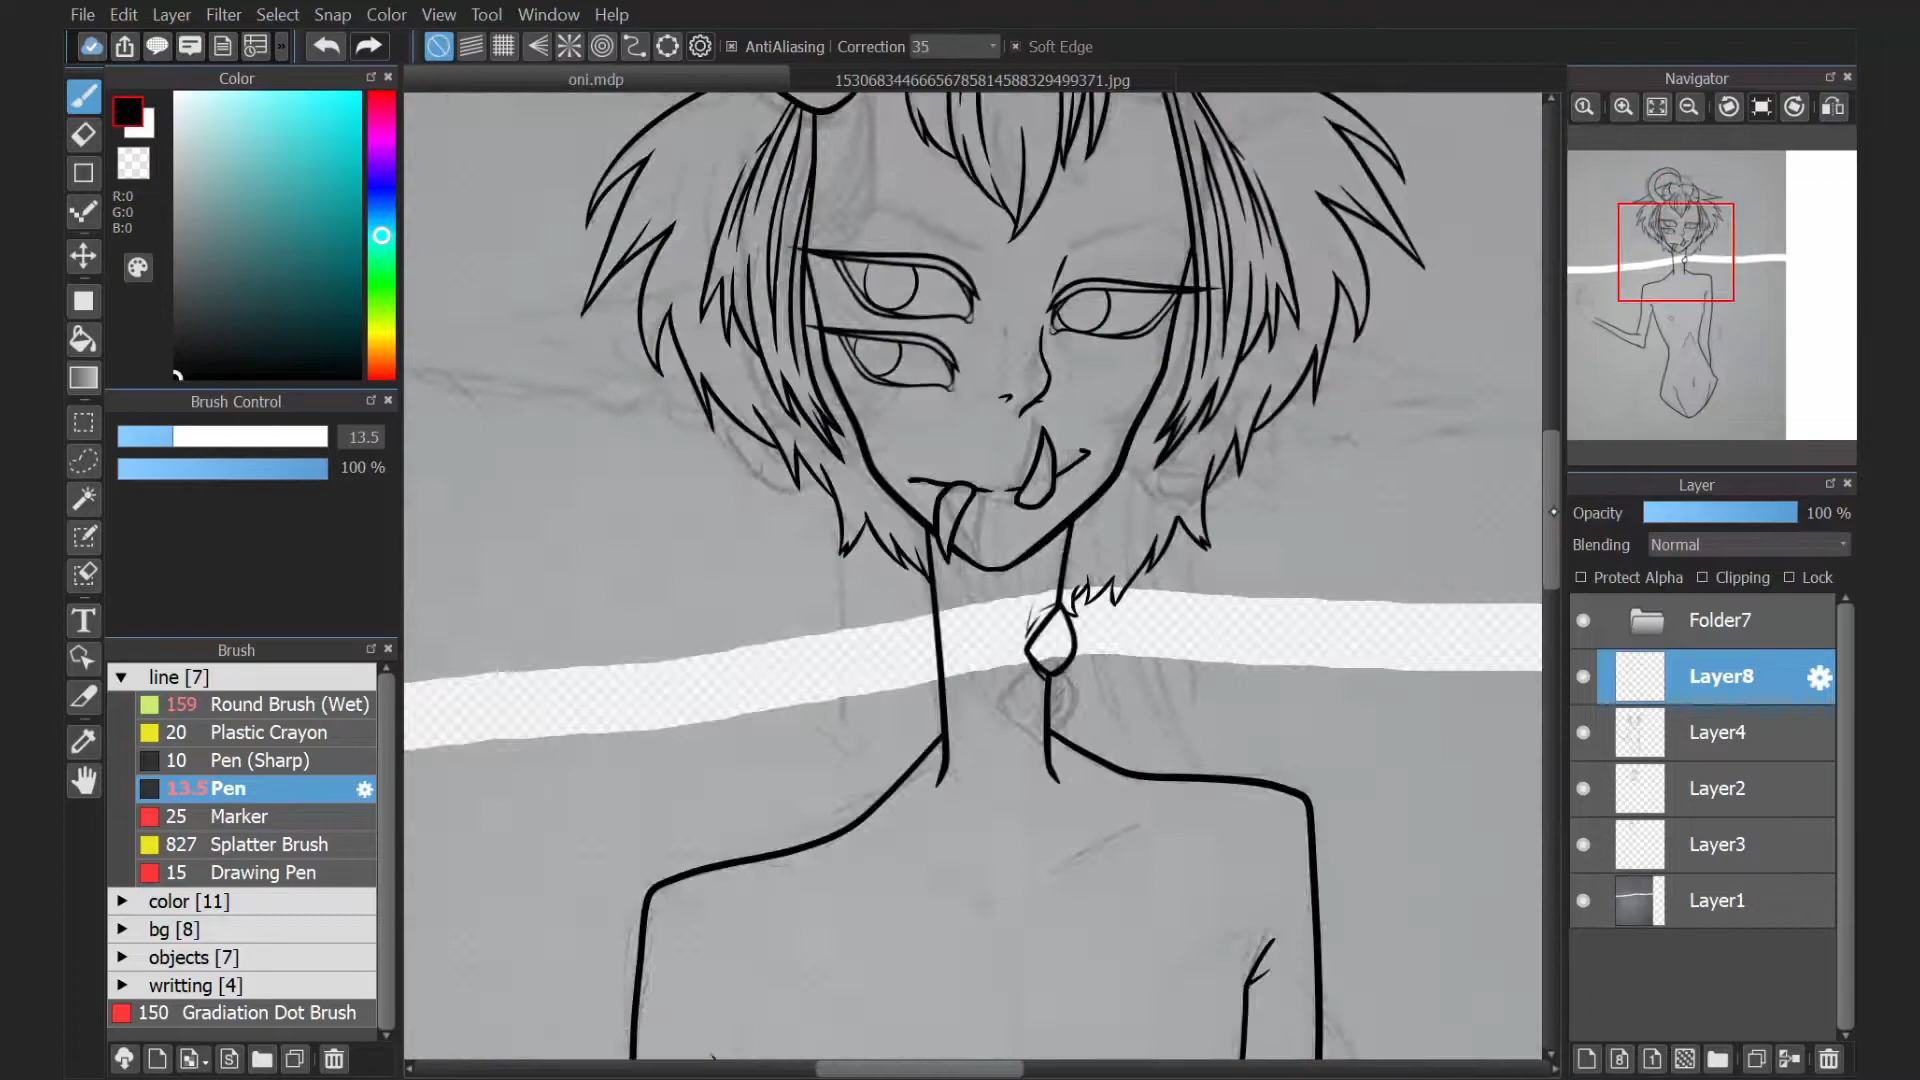 File Edit Layer Filter Select Snap Color View Tool Window Help
» AntiAliasing Correction 35 Soft Edge
Color
oni.mdp
15306834466656785814588329499371.jpg
Navigator
R:0
G:0
B:0
Brush Control
13.5
100 %
Layer
Opacity 100 %
Blending Normal
Protect Alpha Clipping Lock
Folder7
Layer8
Layer4
Layer2
Layer3
Layer1
Brush
line [7]
159 Round Brush (Wet)
20 Plastic Crayon
10 Pen (Sharp)
13.5 Pen
25 Marker
827 Splatter Brush
15 Drawing Pen
color [11]
bg [8]
objects [7]
writting [4]
150 Gradiation Dot Brush
T
S
8
1